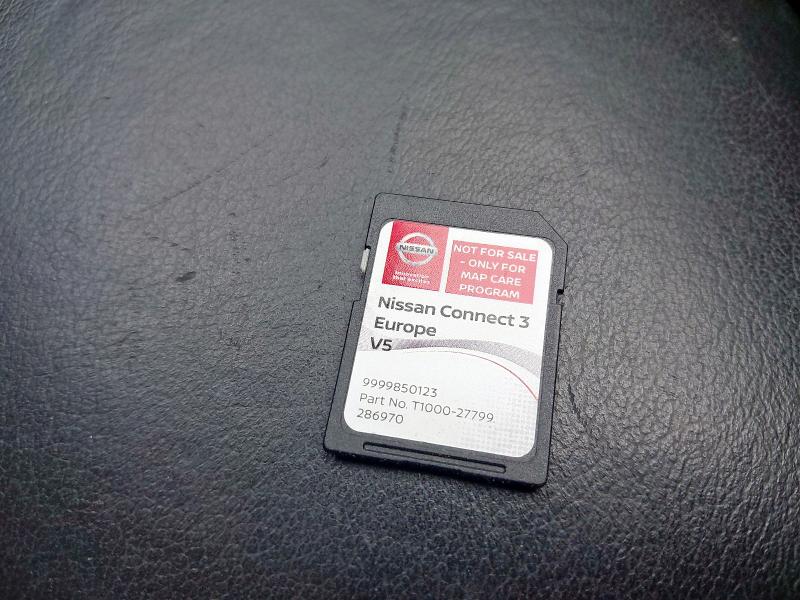 NISSAN
Innovation
that excites
NOT FOR SALE
- ONLY FOR
MAP CARE
PROGRAM
Nissan Connect 3
Europe
V5
9999850123
Part No. T1000-27799
286970